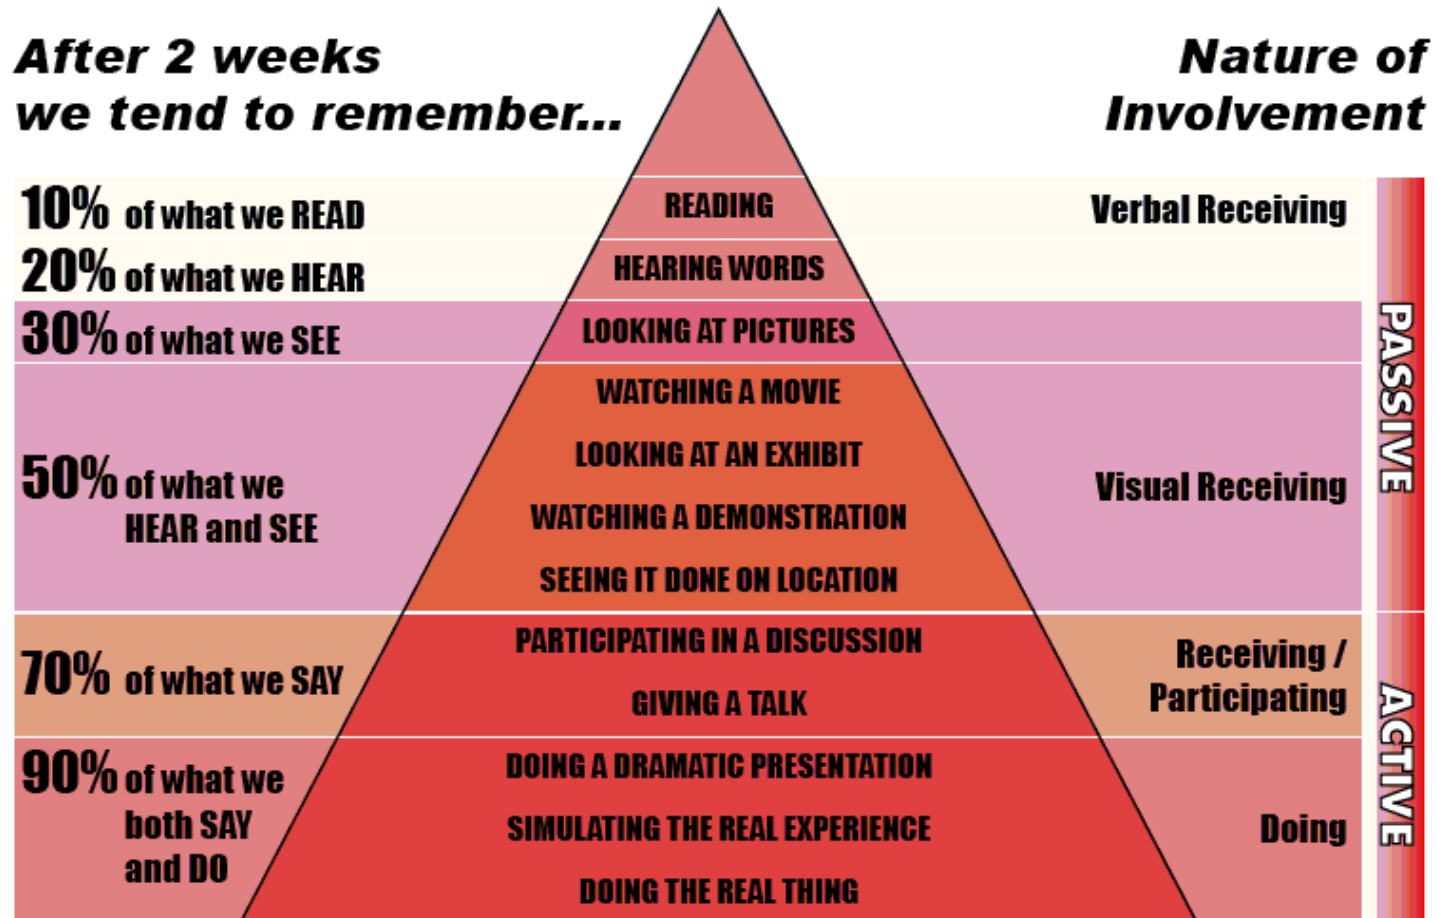 After 2 weeks
we tend to remember...
Nature of
Involvement
10% of what we READ
READING
Verbal Receiving
20% of what we HEAR
HEARING WORDS
30% of what we SEE
LOOKING AT PICTURES
50% of what we
HEAR and SEE
WATCHING A MOVIE
LOOKING AT AN EXHIBIT
WATCHING A DEMONSTRATION
SEEING IT DONE ON LOCATION
Visual Receiving
PASSIVE
70% of what we SAY
PARTICIPATING IN A DISCUSSION
GIVING A TALK
Receiving /
Participating
90% of what we
both SAY
and DO
DOING A DRAMATIC PRESENTATION
SIMULATING THE REAL EXPERIENCE
DOING THE REAL THING
Doing
ACTIVE